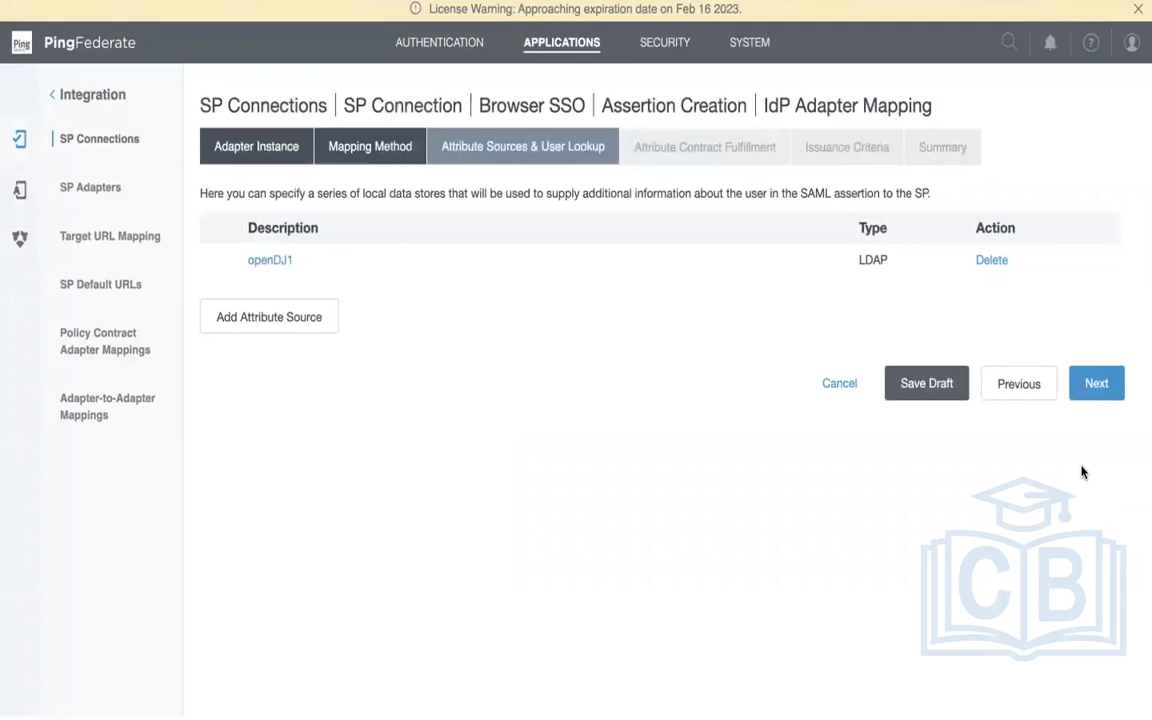 License Warning: Approaching expiration date on Feb 16 2023.
Ping
PingFederate
AUTHENTICATION
APPLICATIONS
SECURITY
SYSTEM
Integration
SP Connections
SP Adapters
Target URL Mapping
SP Default URLs
Policy Contract
Adapter Mappings
Adapter-to-Adapter
Mappings
SP Connections | SP Connection | Browser SSO | Assertion Creation | IdP Adapter Mapping
Adapter Instance
Mapping Method
Attribute Sources & User Lookup
Attribute Contract Fulfillment
Issuance Criteria
Summary
Here you can specify a series of local data stores that will be used to supply additional information about the user in the SAML assertion to the SP.
Description Type Action
openDJ1 LDAP Delete
Add Attribute Source
Cancel
Save Draft
Previous
Next
CB